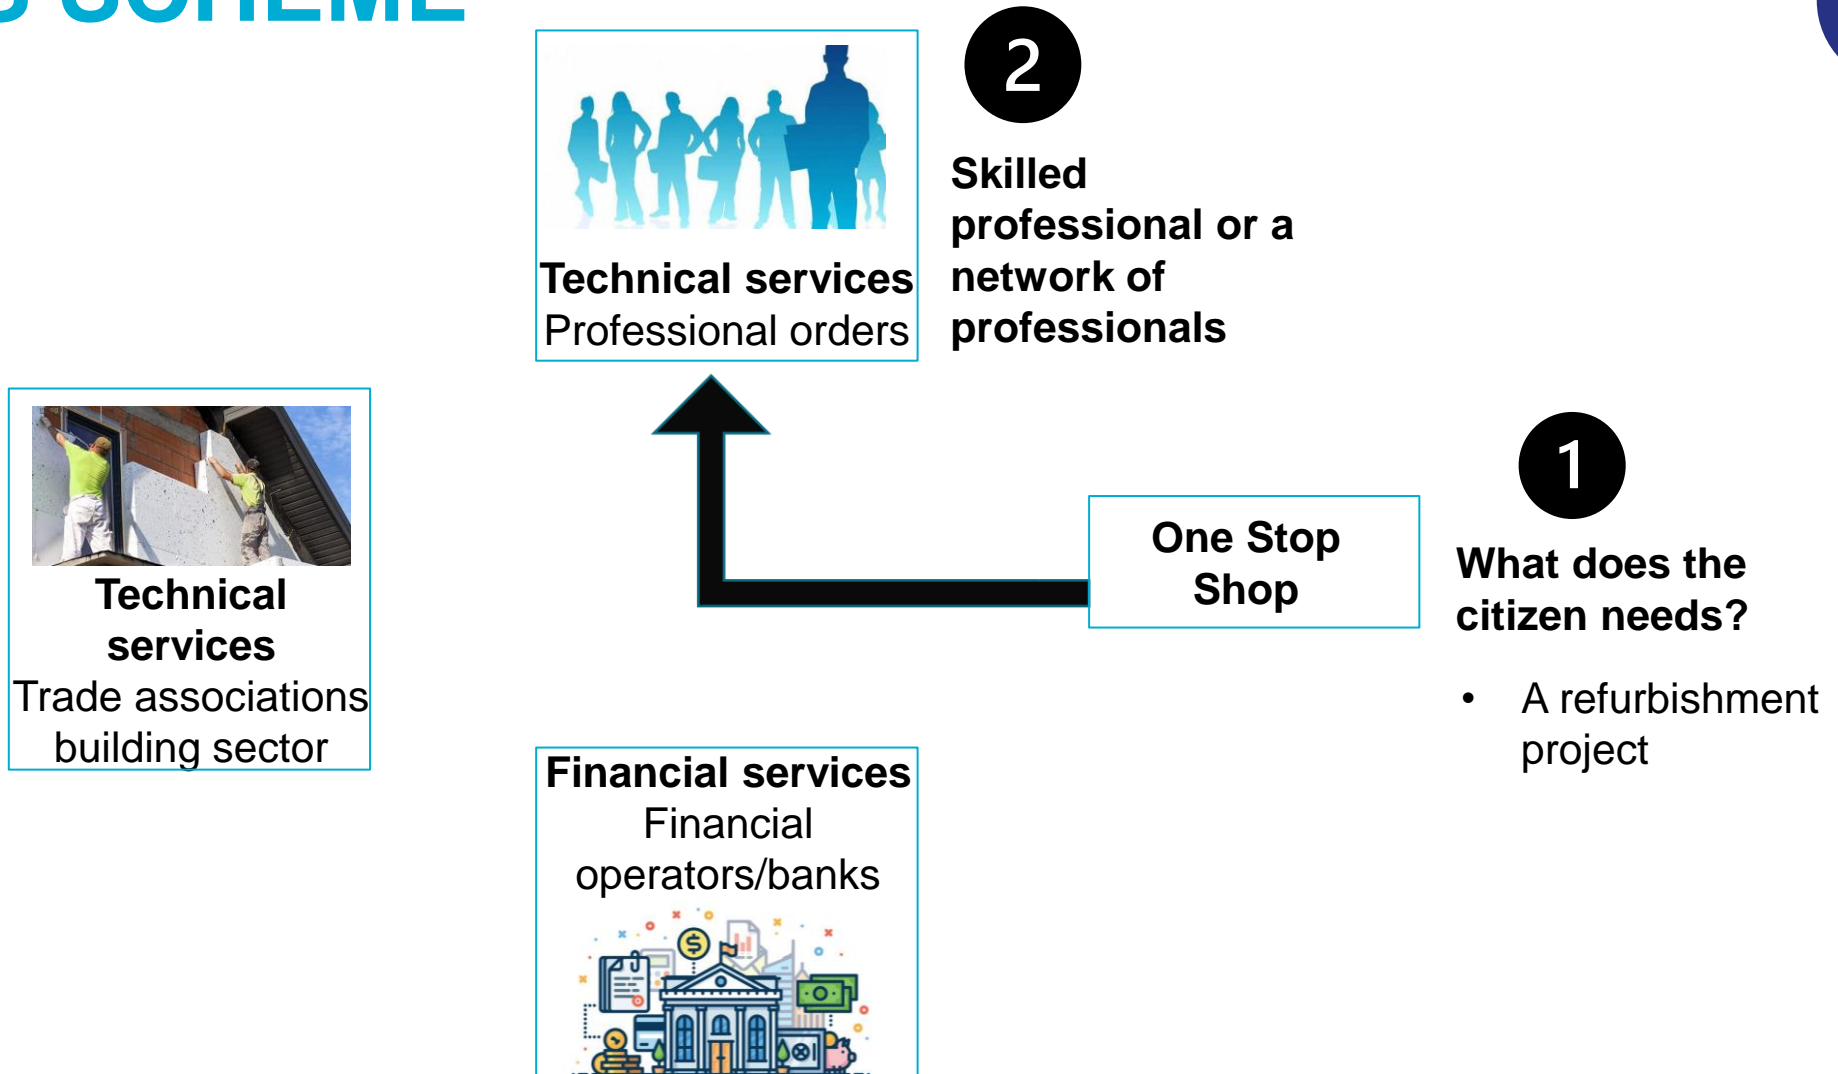 SCHEME
2
Skilled
professional or a
network of
professionals
Technical services
Professional orders
1
What does the
citizen needs?
• A refurbishment
project
One Stop
Shop
Technical
services
Trade associations
building sector
Financial services
Financial
operators/banks